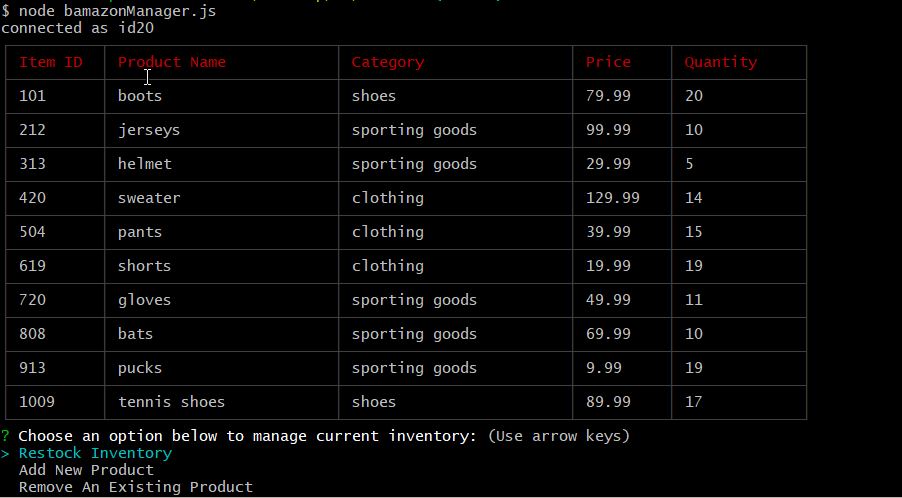 $ node bamazonManager.js
connected as id20
Item ID Product Name Category Price Quantity
101 boots shoes 79.99 20
212 jerseys sporting goods 99.99 10
313 helmet sporting goods 29.99 5
420 sweater clothing 129.99 14
504 pants clothing 39.99 15
619 shorts clothing 19.99 19
720 gloves sporting goods 49.99 11
808 bats sporting goods 69.99 10
913 pucks sporting goods 9.99 19
1009 tennis shoes shoes 89.99 17
? Choose an option below to manage current inventory: (Use arrow keys)
> Restock Inventory
Add New Product
Remove An Existing Product